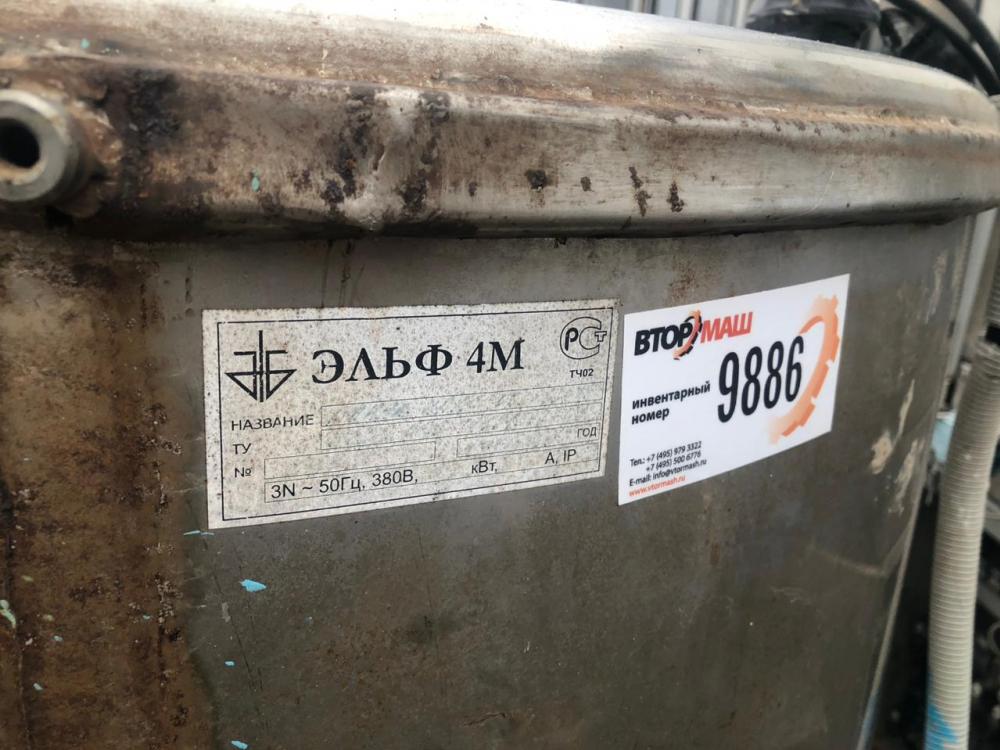 ЭЛЬФ 4М
РСТ
ТЧ02
НАЗВАНИЕ
ТУ
ГОД
№
3N ~ 50Гц, 380В, кВт, А, IP
ВТОРМАШ
инвентарный
номер
9886
Тел.: +7 (495) 979 3322
+7 (495) 500 6776
E-mail: info@vtormash.ru
www.vtormash.ru